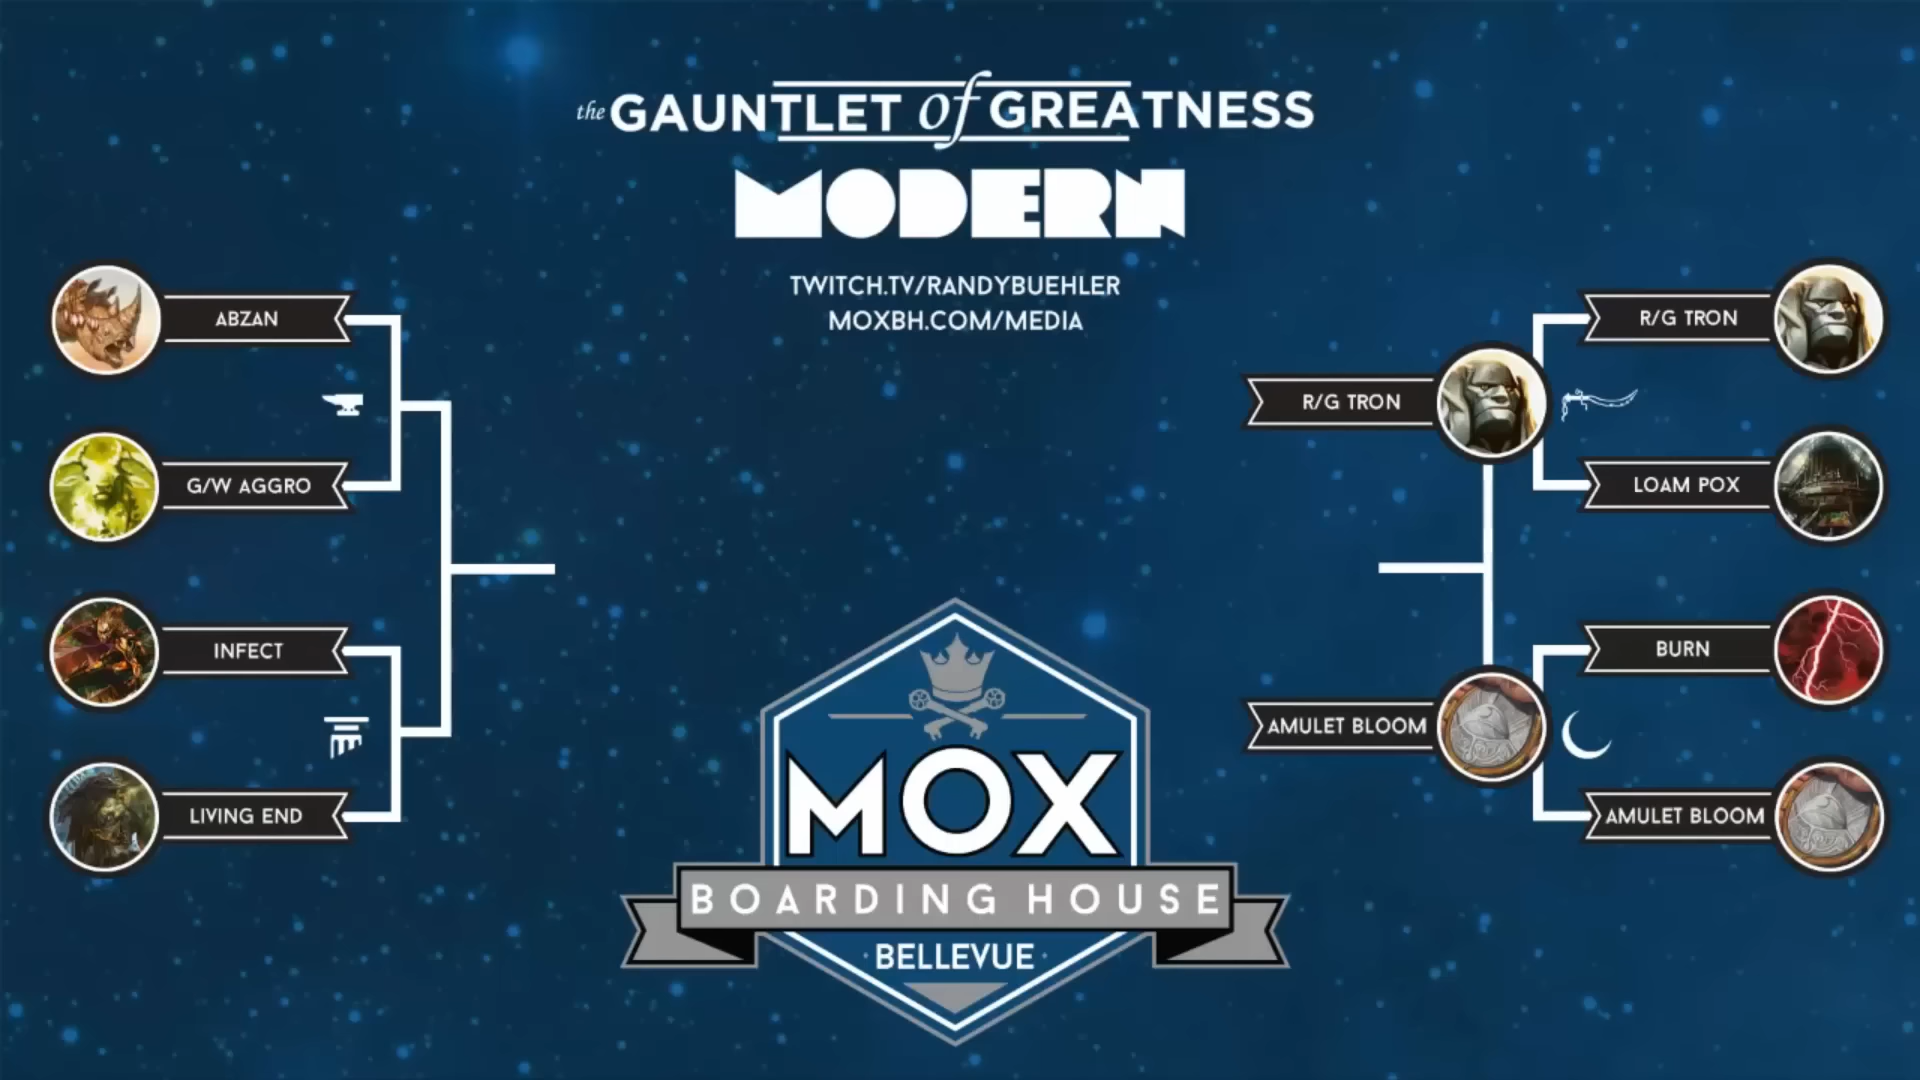 the GAUNTLET of GREATNESS
MODERN
TWITCH.TV/RANDYBUEHLER
MOXBH.COM/MEDIA
ABZAN
G/W AGGRO
INFECT
LIVING END
R/G TRON
AMULET BLOOM
R/G TRON
LOAM POX
BURN
AMULET BLOOM
MOX
BOARDING HOUSE
·BELLEVUE·